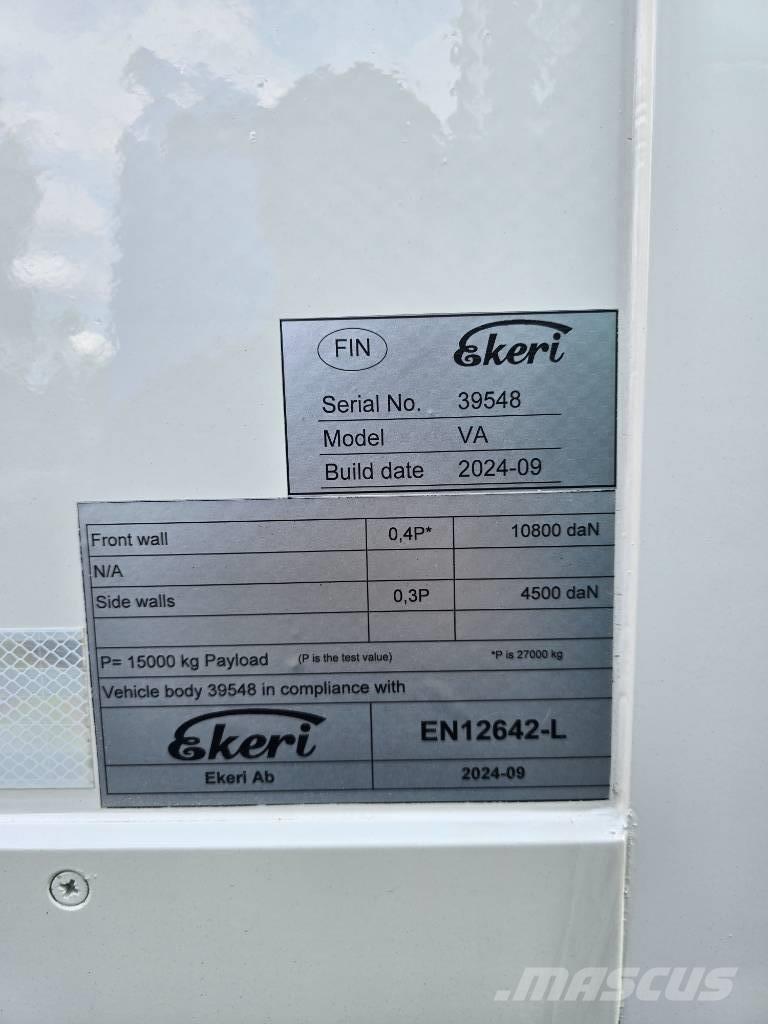 FIN Ekeri
Serial No. 39548
Model VA
Build date 2024-09
Front wall 0,4P* 10800 daN
N/A
Side walls 0,3P 4500 daN
P= 15000 kg Payload (P is the test value) *P is 27000 kg
Vehicle body 39548 in compliance with
Ekeri EN12642-L
Ekeri Ab 2024-09
MASCUS